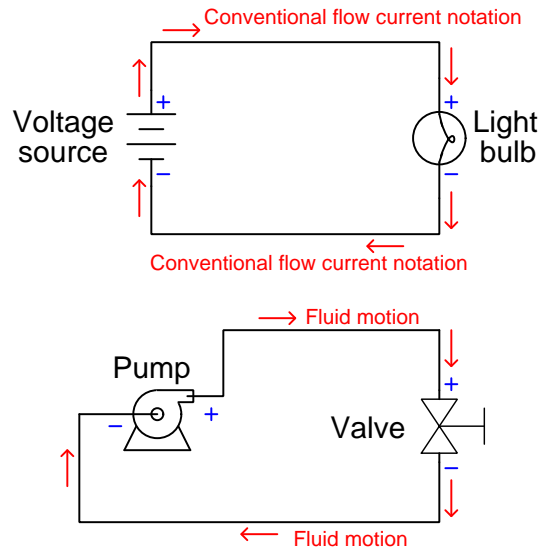 Conventional flow current notation
+
+
Voltage
source
Light
bulb
−
−
Conventional flow current notation
Fluid motion
Pump
+
−
+
Valve
−
Fluid motion